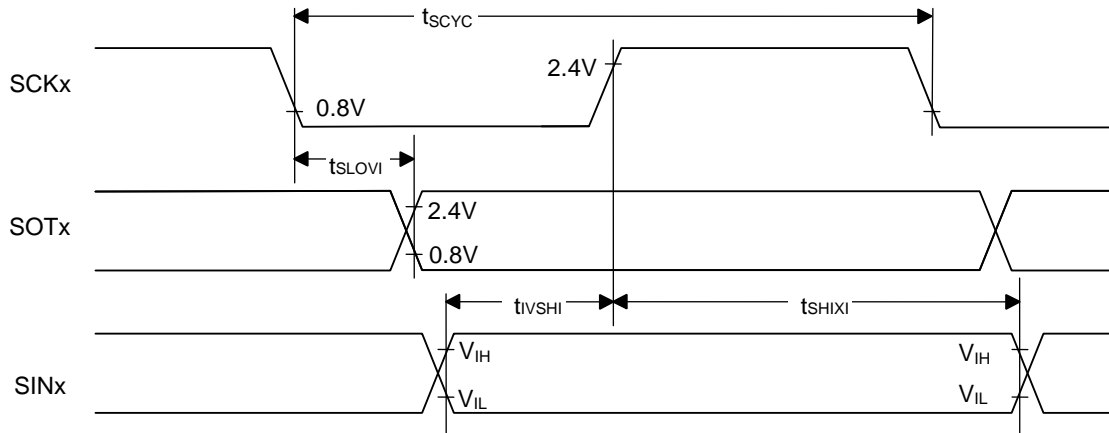 tSCYC
SCKx
2.4V
0.8V
tSLOVI
SOTx
2.4V
0.8V
tIVSHI
tSHIXI
SINx
VIH
VIH
VIL
VIL